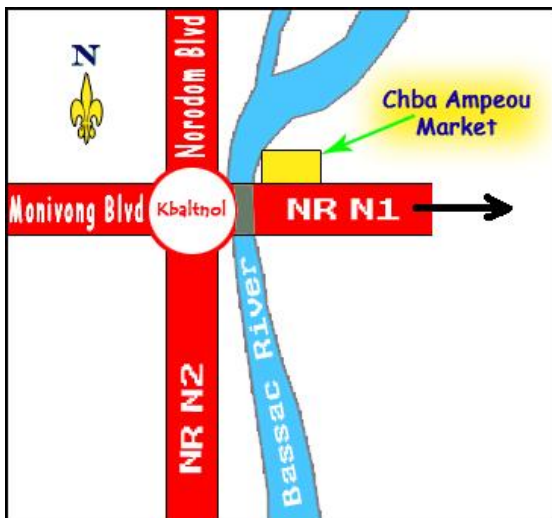 N
Norodom Blvd
Chba Ampeou
Market
Monivong Blvd
Kbaltnol
NR N1
NR N2
Bassac River